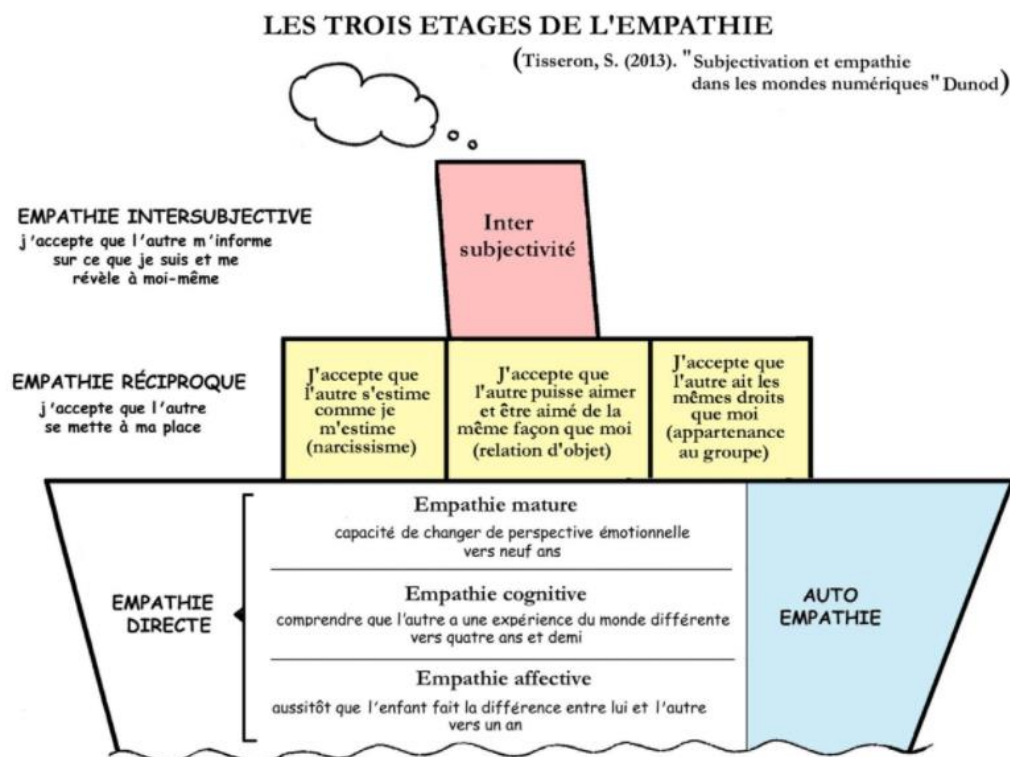 LES TROIS ETAGES DE L'EMPATHIE
(Tisseron, S. (2013). "Subjectivation et empathie
dans les mondes numériques" Dunod)
EMPATHIE INTERSUBJECTIVE
j'accepte que l'autre m'informe
sur ce que je suis et me
révèle à moi-même
Inter
subjectivité
EMPATHIE RÉCIPROQUE
j'accepte que l'autre
se mette à ma place
J'accepte que
l'autre s'estime
comme je
m'estime
(narcissisme)
J'accepte que
l'autre puisse aimer
et être aimé de la
même façon que moi
(relation d'objet)
J'accepte que
l'autre ait les
mêmes droits
que moi
(appartenance
au groupe)
EMPATHIE
DIRECTE
Empathie mature
capacité de changer de perspective émotionnelle
vers neuf ans
Empathie cognitive
comprendre que l'autre a une expérience du monde différente
vers quatre ans et demi
Empathie affective
aussitôt que l'enfant fait la différence entre lui et l'autre
vers un an
AUTO
EMPATHIE